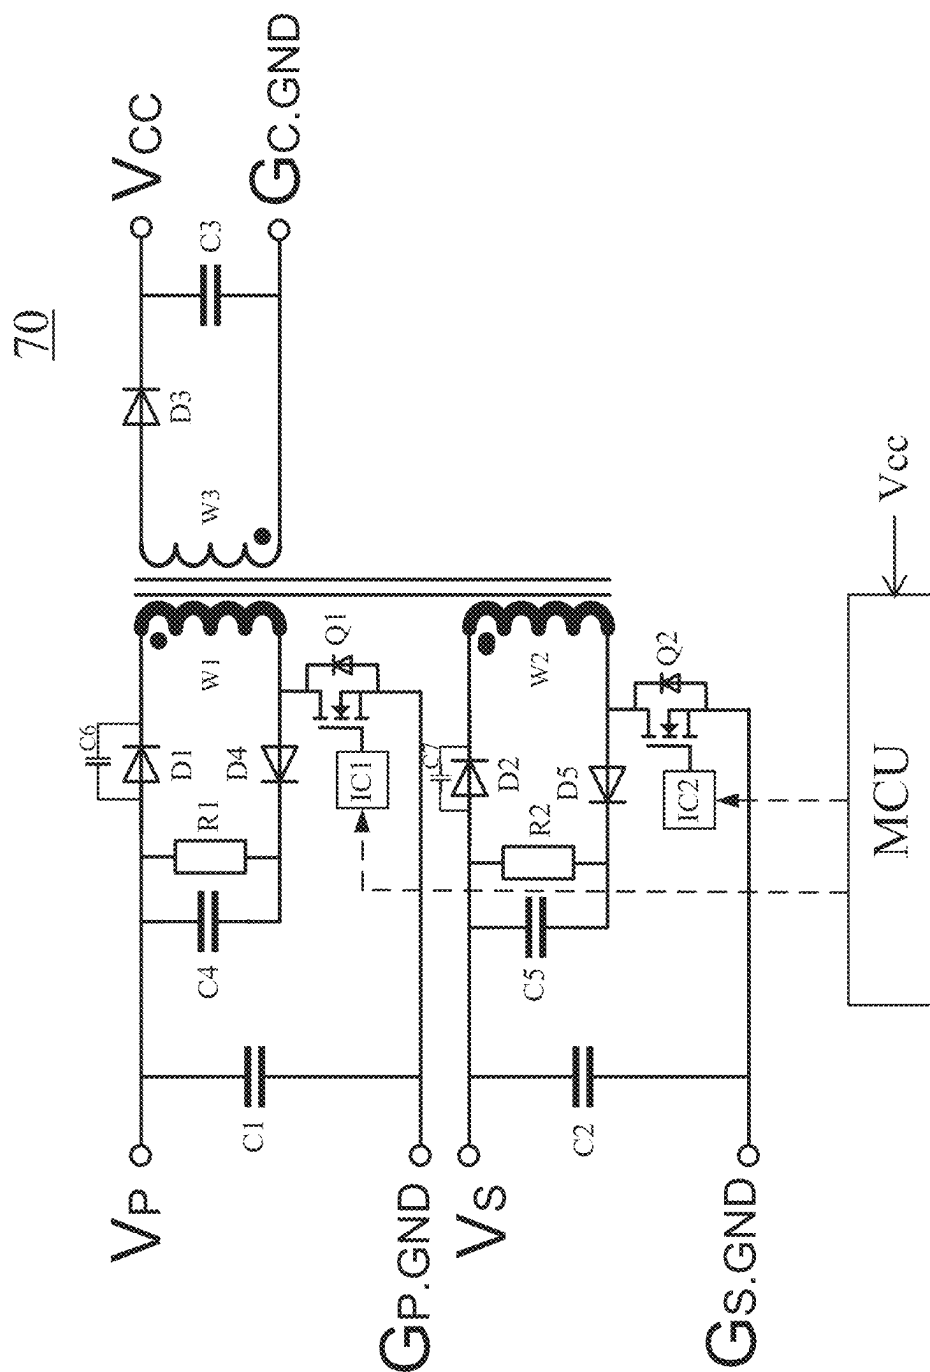 70
VCC
GC.GND
C3
D3
W3
C6
D1
W1
R1
D4
Q1
IC1
C4
C1
VP
GP.GND
C7
D2
W2
R2
D5
Q2
IC2
C5
C2
VS
GS.GND
MCU
Vcc